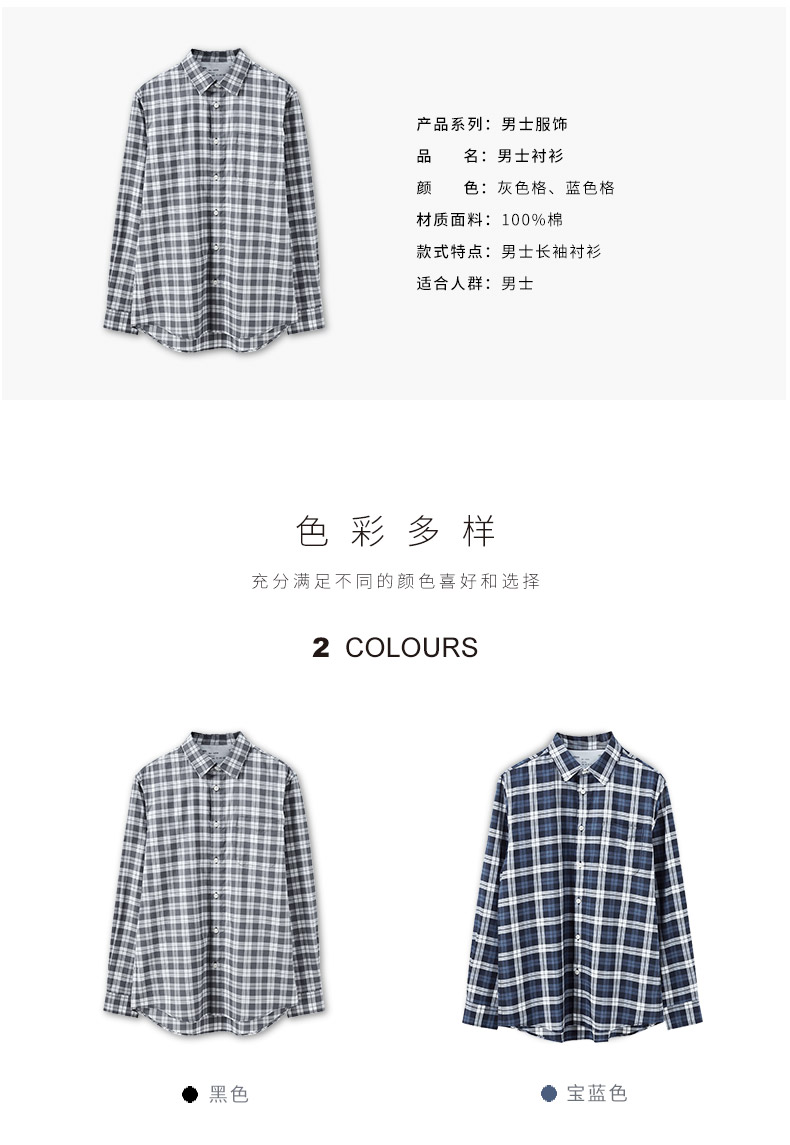 产品系列：男士服饰
品 名：男士衬衫
颜 色：灰色格、蓝色格
材质面料：100%棉
款式特点：男士长袖衬衫
适合人群：男士
色彩多样
充分满足不同的颜色喜好和选择
2 COLOURS
黑色
宝蓝色